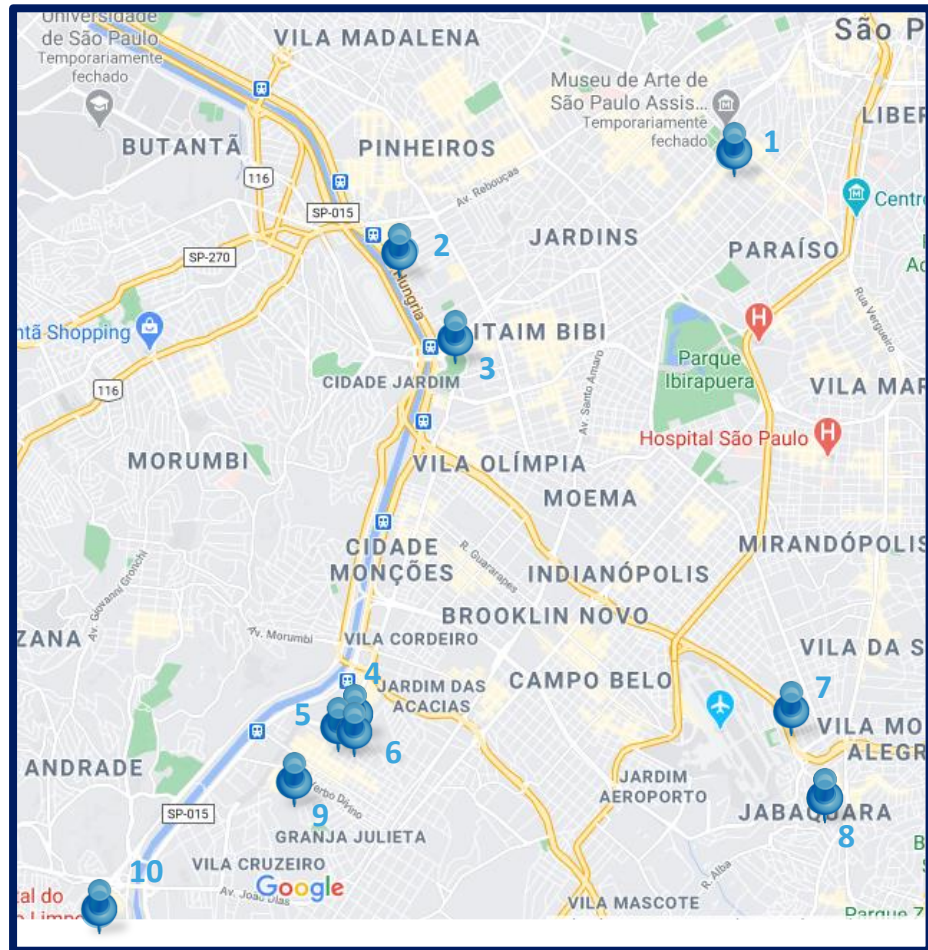 Universidade
de São Paulo
Temporariamente
fechado
VILA MADALENA
São P
Museu de Arte de
São Paulo Assis...
Temporariamente
fechado
1
LIBER
BUTANTÃ
PINHEIROS
116
Av. Rebouças
Centro
SP-015
2
JARDINS
PARAÍSO
SP-270
Hungria
Ac
Rua Vergueiro
ntã Shopping
ITAIM BIBI
3
Parque
Ibirapuera
CIDADE JARDIM
Av. Santo Amaro
116
VILA MAR
Hospital São Paulo
MORUMBI
VILA OLÍMPIA
MOEMA
CIDADE
MONÇÕES
R. Guararapes
MIRANDÓPOLIS
INDIANÓPOLIS
Av. Giovanni Gronchi
BROOKLIN NOVO
ZANA
Av. Morumbi
VILA CORDEIRO
VILA DA S
4
JARDIM DAS
ACACIAS
CAMPO BELO
7
5
6
VILA MO
ALEGR
ANDRADE
JARDIM
AEROPORTO
Verbo Divino
9
SP-015
JABAQUARA
8
GRANJA JULIETA
10
VILA CRUZEIRO
R. Alba
B
Google
Av. João Dias
tal do
Limpo
VILA MASCOTE
Parque Z